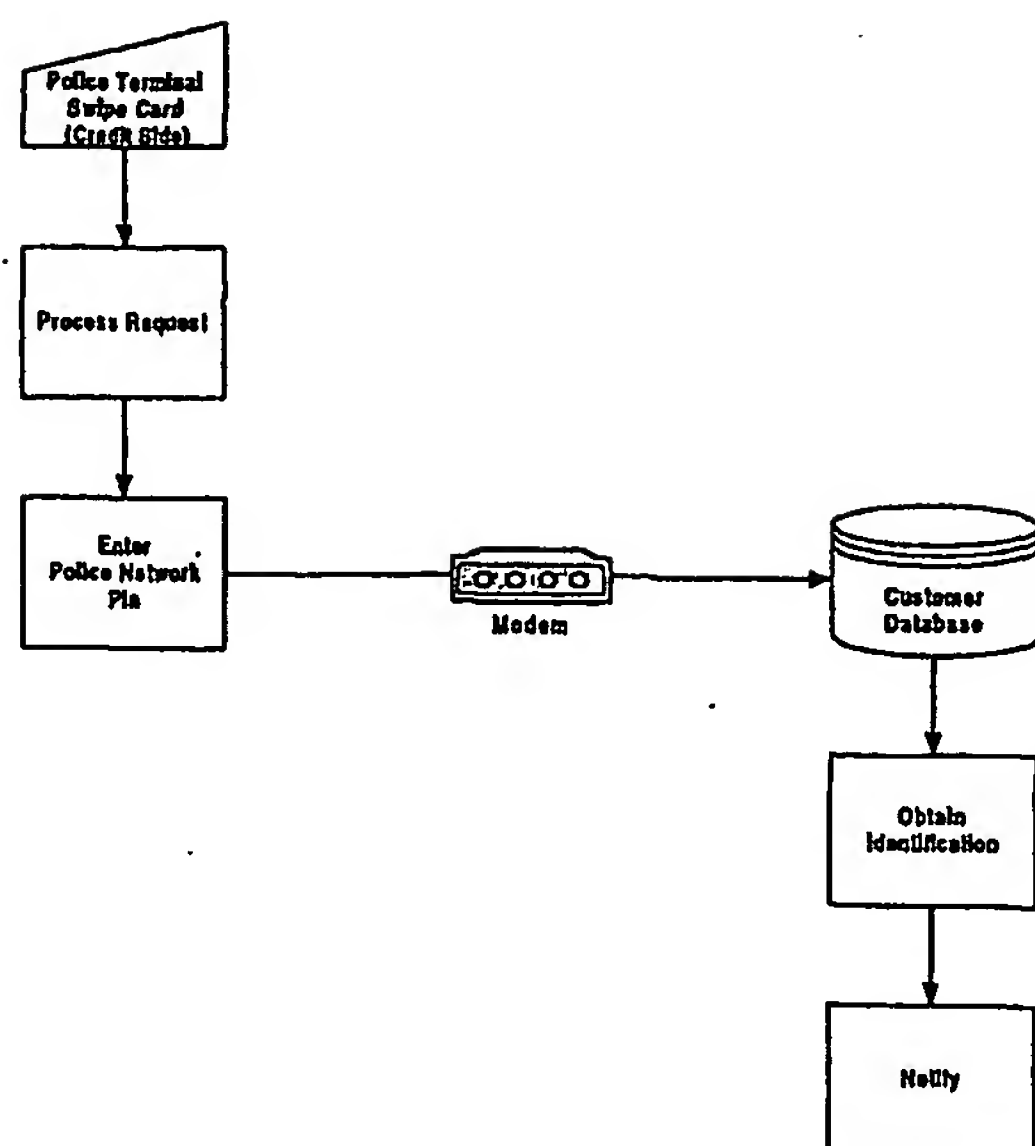 Police Terminal
Swipe Card
(Credit Side)
Process Request
Enter
Police Network
Pin
Modem
Customer
Database
Obtain
Identification
Notify